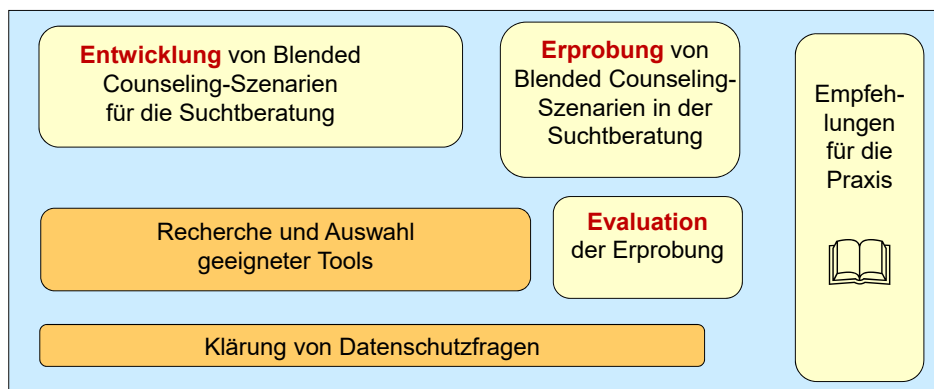 Entwicklung von Blended
Counseling-Szenarien
für die Suchtberatung
Erprobung von
Blended Counseling-
Szenarien in der
Suchtberatung
Empfeh-
lungen
für die
Praxis
Recherche und Auswahl
geeigneter Tools
Evaluation
der Erprobung
Klärung von Datenschutzfragen